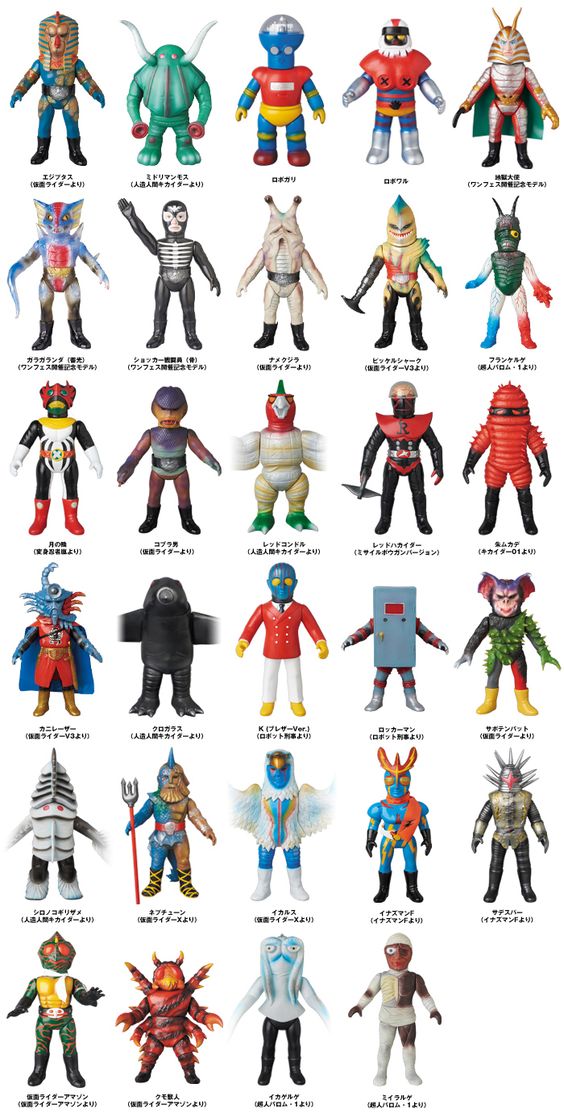 エジプタス
（仮面ライダーより）
ミドリマンモス
（人造人間キカイダーより）
ロボガリ
ロボワル
地獄大使
（ワンフェス開催記念モデル）
ガラガランダ（蓄光）
（ワンフェス開催記念モデル）
ショッカー戦闘員（骨）
（ワンフェス開催記念モデル）
ナメクジラ
（仮面ライダーより）
ピッケルシャーク
（仮面ライダーV3より）
フランケルゲ
（超人バロム・1より）
月の輪
（変身忍者嵐より）
コブラ男
（仮面ライダーより）
レッドコンドル
（人造人間キカイダーより）
レッドハカイダー
（ミサイルボウガンバージョン）
朱ムカデ
（キカイダー01より）
カニレーザー
（仮面ライダーV3より）
クロガラス
（人造人間キカイダーより）
K (ブレザーVer.)
（ロボット刑事より）
ロッカーマン
（ロボット刑事より）
サボテンバット
（仮面ライダーより）
シロノコギリザメ
（人造人間キカイダーより）
ネプチューン
（仮面ライダーXより）
イカルス
（仮面ライダーXより）
イナズマンF
（イナズマンFより）
サデスパー
（イナズマンFより）
仮面ライダーアマゾン
（仮面ライダーアマゾンより）
クモ獣人
（仮面ライダーアマゾンより）
イカゲルゲ
（超人バロム・1より）
ミイラルゲ
（超人バロム・1より）